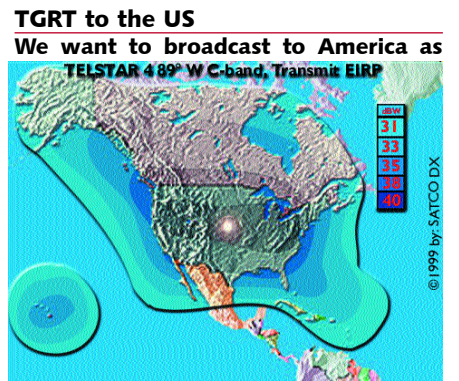 TGRT to the US
We want to broadcast to America as
TELSTAR 4 89° W C-band, Transmit EIRP
dBW
31
33
35
38
40
©1999 by: SATCO DX